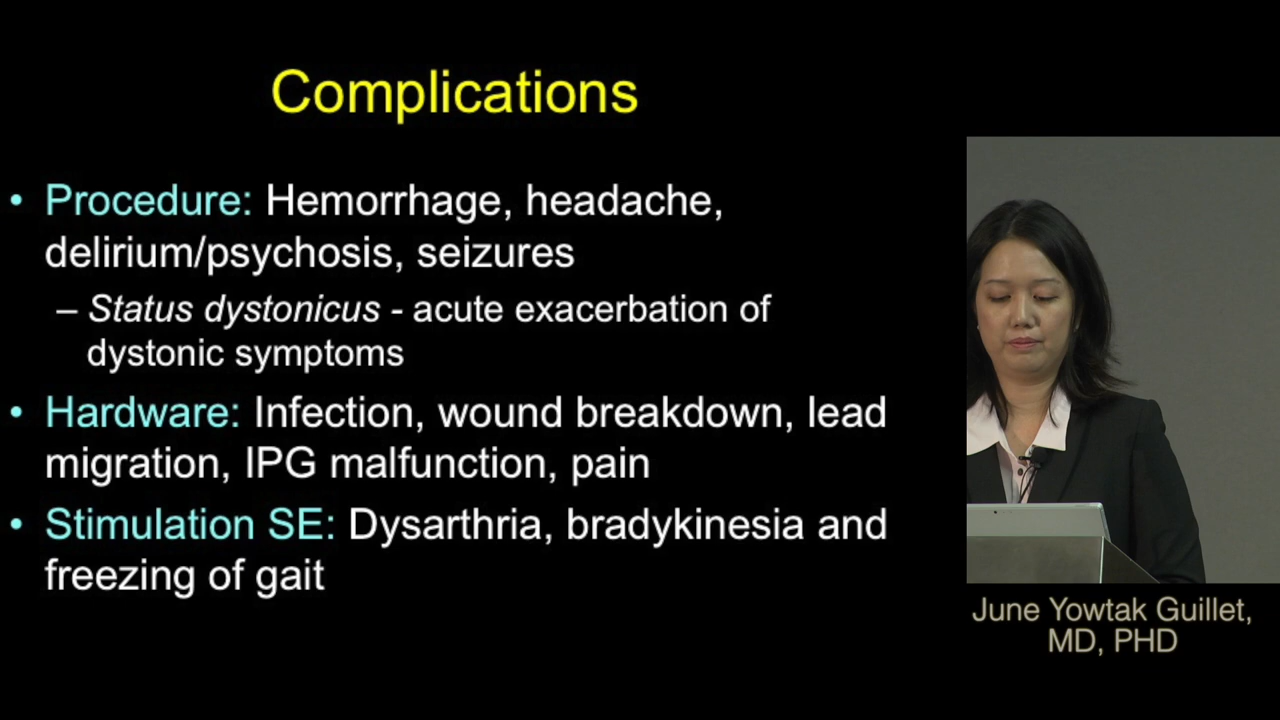 Complications
• Procedure: Hemorrhage, headache,
delirium/psychosis, seizures
– Status dystonicus - acute exacerbation of
dystonic symptoms
• Hardware: Infection, wound breakdown, lead
migration, IPG malfunction, pain
• Stimulation SE: Dysarthria, bradykinesia and
freezing of gait
June Yowtak Guillet,
MD, PHD